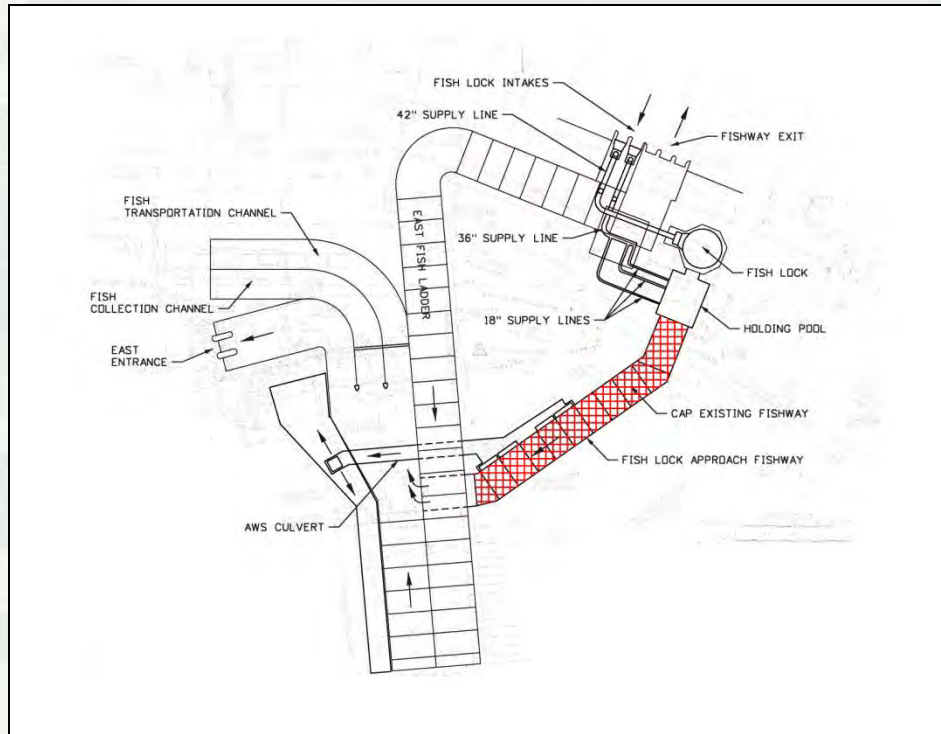 FISH LOCK INTAKES
42" SUPPLY LINE
FISHWAY EXIT
FISH
TRANSPORTATION CHANNEL
EAST FISH LADDER
36" SUPPLY LINE
FISH LOCK
FISH
COLLECTION CHANNEL
18" SUPPLY LINES
HOLDING POOL
EAST
ENTRANCE
CAP EXISTING FISHWAY
FISH LOCK APPROACH FISHWAY
AWS CULVERT